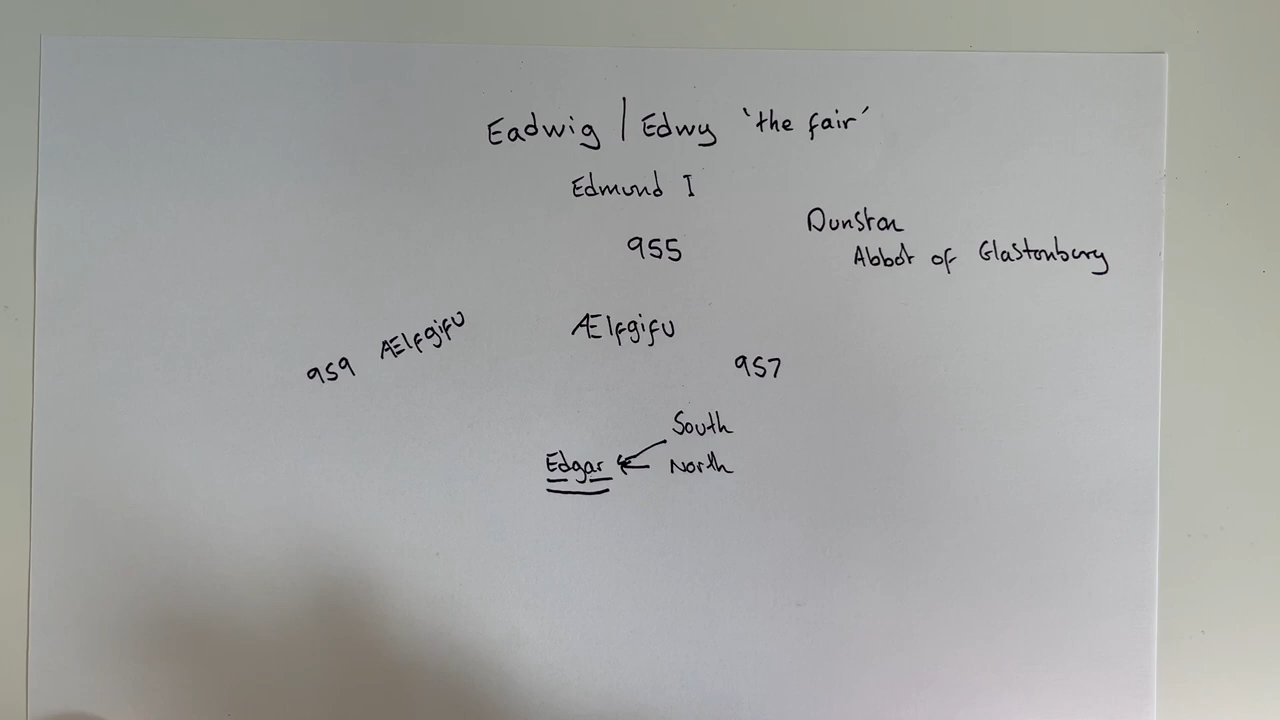 Eadwig | Edwy 'the fair'
Edmund I
Dunstan
955
Abbot of Glastonbury
Ælfgifu
Ælfgifu
959
957
South
Edgar
North